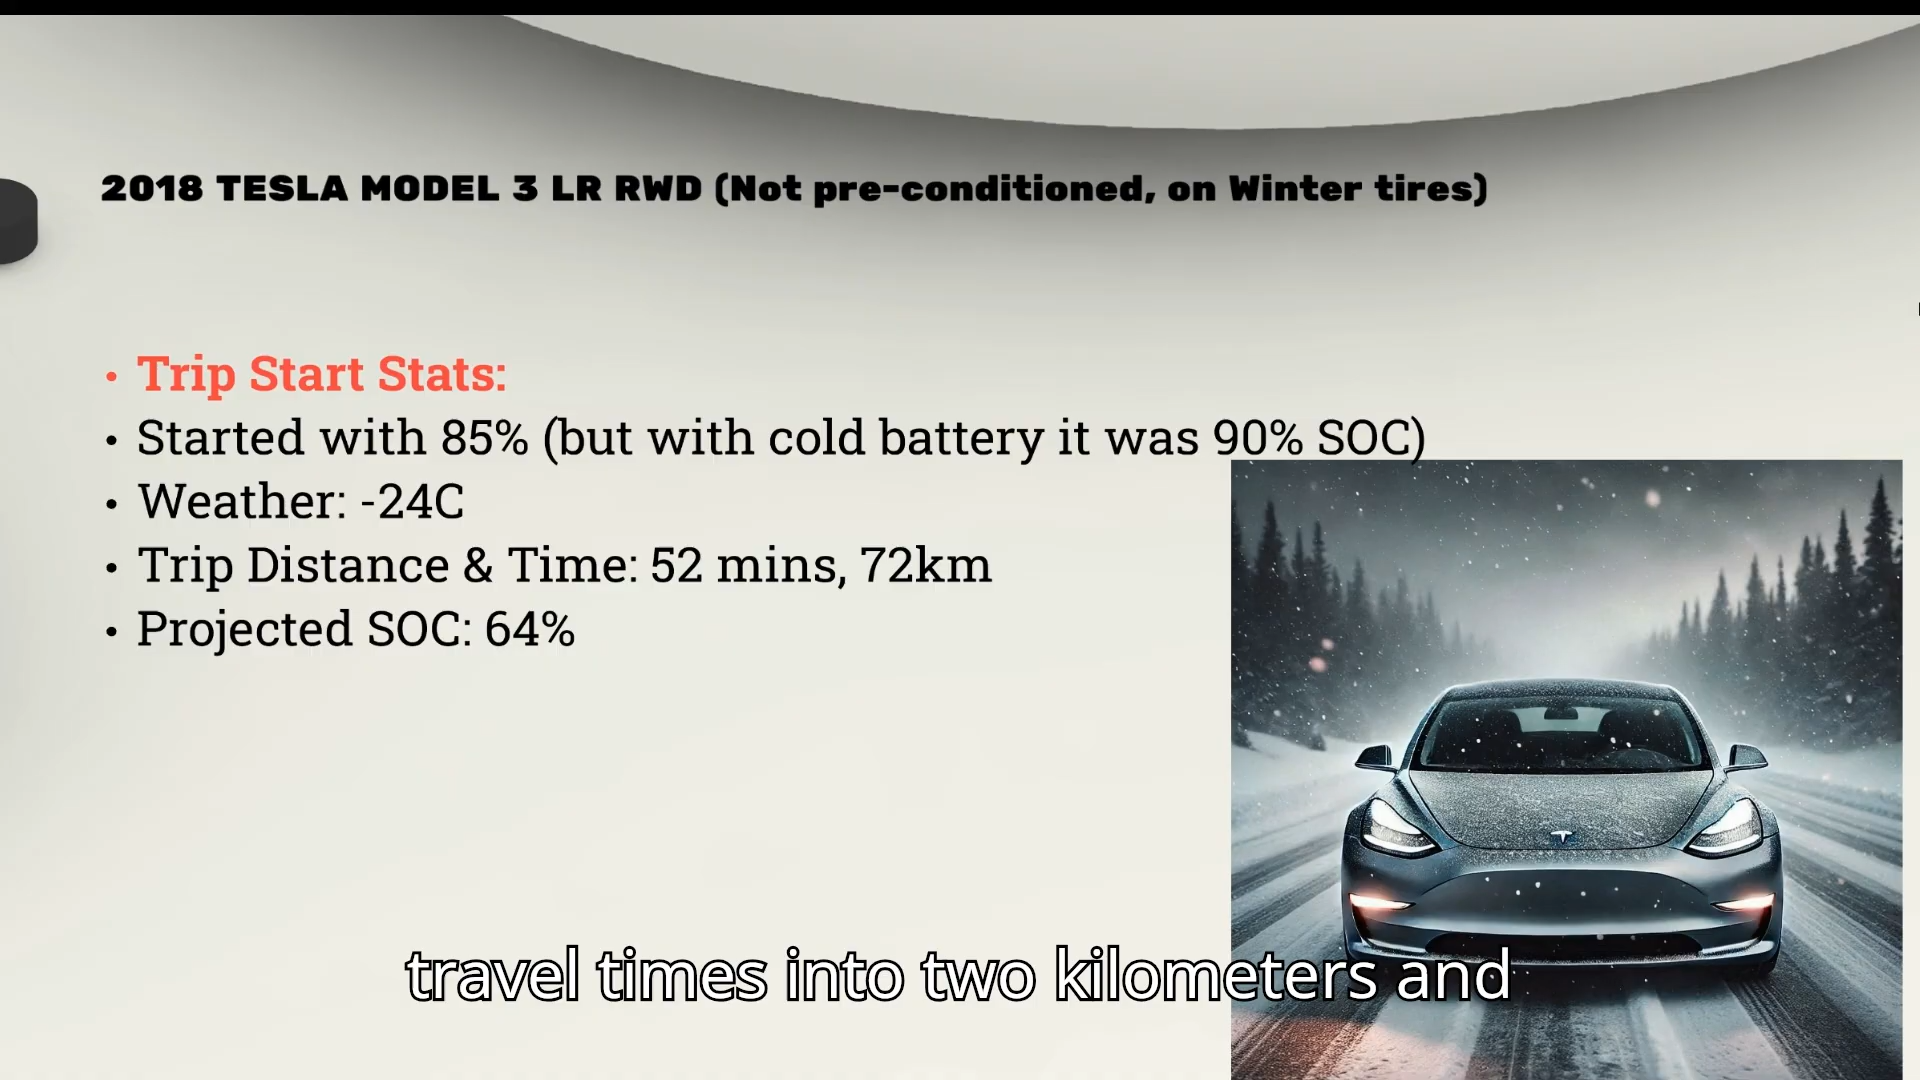 2018 TESLA MODEL 3 LR RWD (Not pre-conditioned, on Winter tires)
• Trip Start Stats:
• Started with 85% (but with cold battery it was 90% SOC)
• Weather: -24C
• Trip Distance & Time: 52 mins, 72km
• Projected SOC: 64%
travel times into two kilometers and